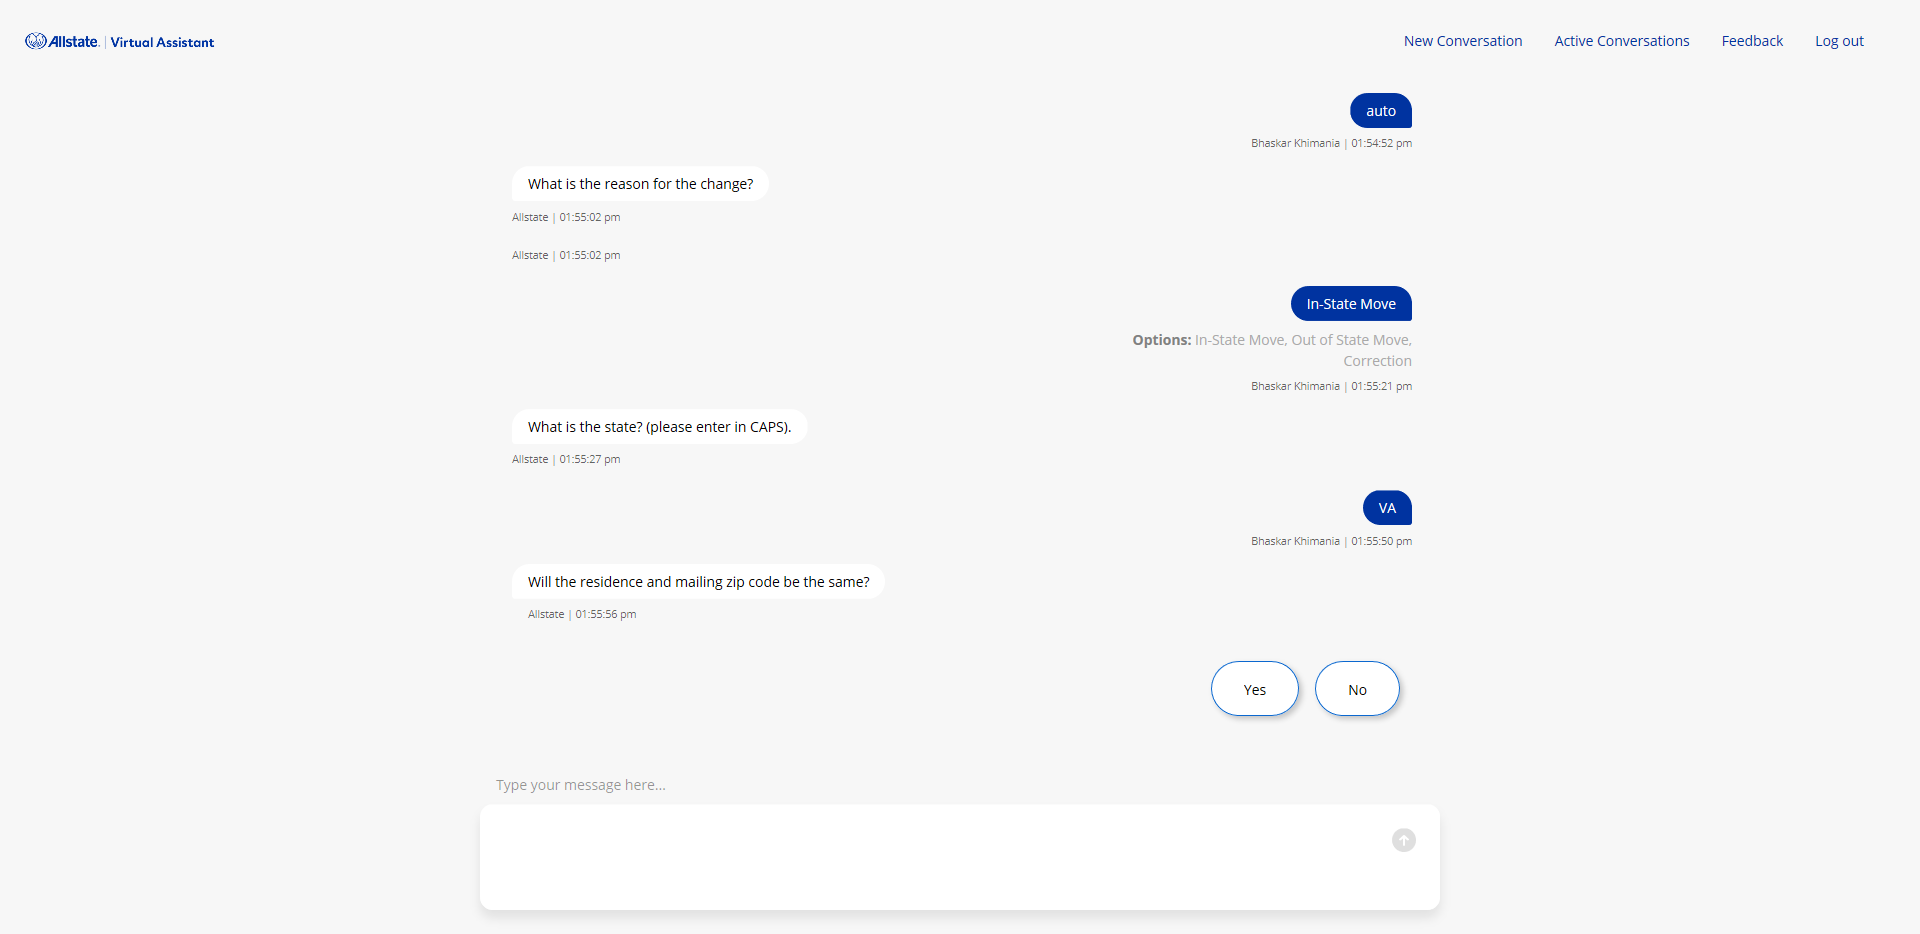 Allstate. | Virtual Assistant
New Conversation Active Conversations Feedback Log out
auto
Bhaskar Khimania | 01:54:52 pm
What is the reason for the change?
Allstate | 01:55:02 pm
Allstate | 01:55:02 pm
In-State Move
Options: In-State Move, Out of State Move,
Correction
Bhaskar Khimania | 01:55:21 pm
What is the state? (please enter in CAPS).
Allstate | 01:55:27 pm
VA
Bhaskar Khimania | 01:55:50 pm
Will the residence and mailing zip code be the same?
Allstate | 01:55:56 pm
Yes No
Type your message here...